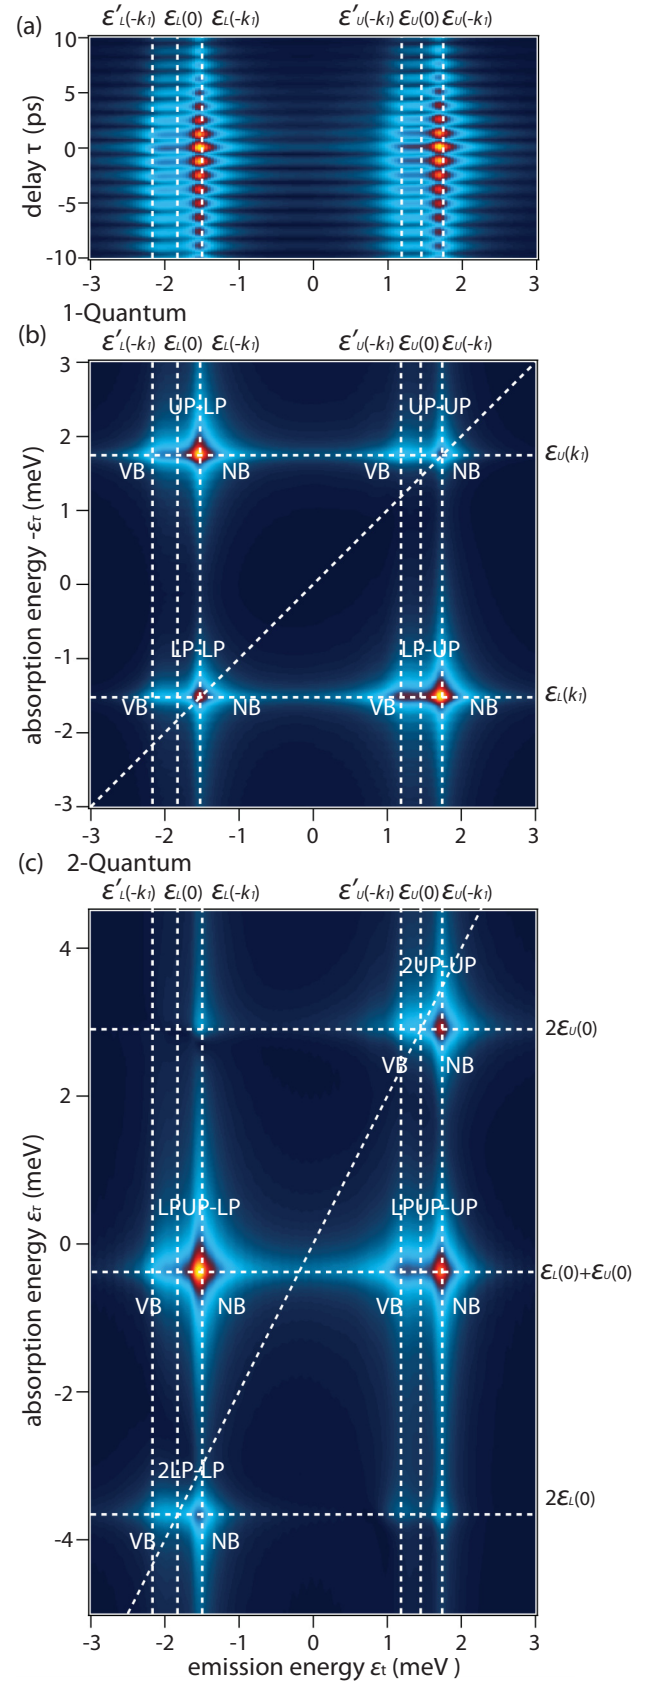 (a)
ε′L(-k1) εL(0) εL(-k1) ε′U(-k1) εU(0) εU(-k1)
delay τ (ps)
10
5
0
-5
-10
-3 -2 -1 0 1 2 3
1-Quantum
(b)
ε′L(-k1) εL(0) εL(-k1) ε′U(-k1) εU(0) εU(-k1)
absorption energy -ετ (meV)
3
2
1
0
-1
-2
-3
UP-LP UP-UP
VB NB VB NB
εU(k1)
LP-LP LP-UP
VB NB VB NB
εL(k1)
-3 -2 -1 0 1 2 3
(c) 2-Quantum
ε′L(-k1) εL(0) εL(-k1) ε′U(-k1) εU(0) εU(-k1)
absorption energy ετ (meV)
4
2
0
-2
-4
2UP-UP
2εU(0)
VB NB
LPUP-LP LPUP-UP
εL(0)+εU(0)
VB NB VB NB
2LP-LP
2εL(0)
VB NB
-3 -2 -1 0 1 2 3
emission energy εt (meV )